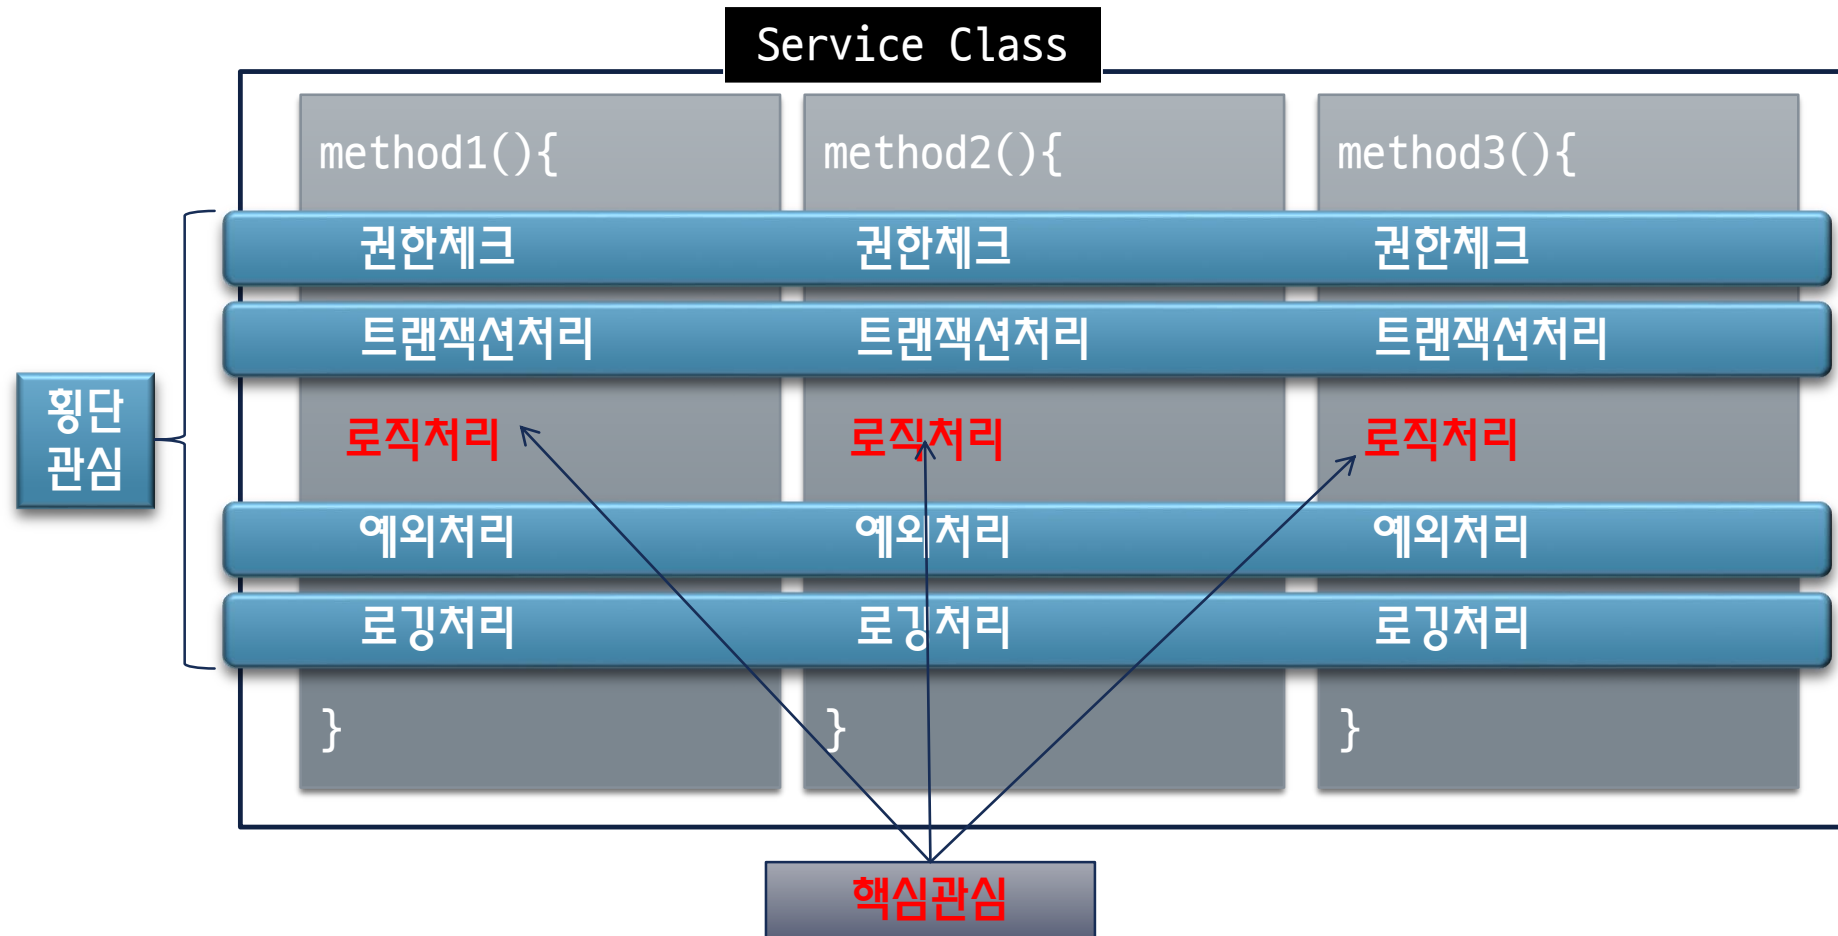 Service Class
method1(){
method2(){
method3(){
권한체크
권한체크
권한체크
트랜잭션처리
트랜잭션처리
트랜잭션처리
횡단
관심
로직처리
로직처리
로직처리
예외처리
예외처리
예외처리
로깅처리
로깅처리
로깅처리
}
}
}
핵심관심